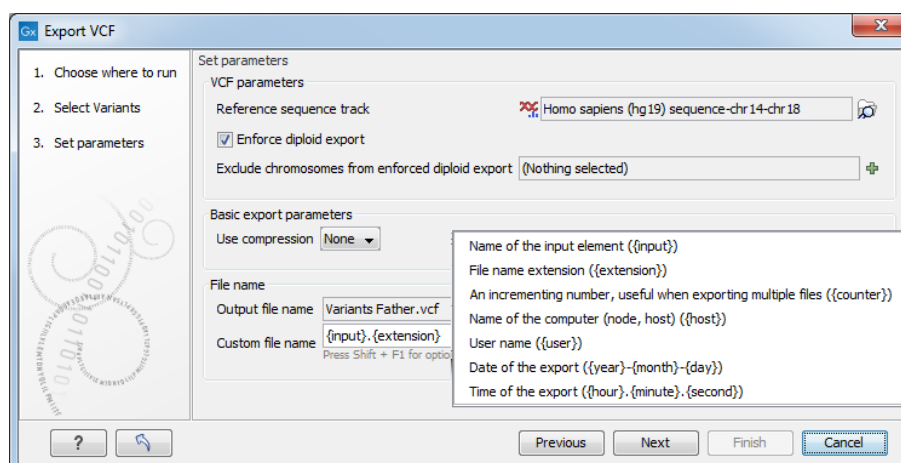 Gx Export VCF
X
1. Choose where to run
2. Select Variants
3. Set parameters
Set parameters
VCF parameters
Reference sequence track Homo sapiens (hg19) sequence-chr14-chr18
Enforce diploid export
Exclude chromosomes from enforced diploid export (Nothing selected)
Basic export parameters
Use compression None
File name
Output file name Variants Father.vcf
Custom file name {input}.{extension}
Press Shift + F1 for optio
Name of the input element ({input})
File name extension ({extension})
An incrementing number, useful when exporting multiple files ({counter})
Name of the computer (node, host) ({host})
User name ({user})
Date of the export ({year}-{month}-{day})
Time of the export ({hour}.{minute}.{second})
? Previous Next Finish Cancel